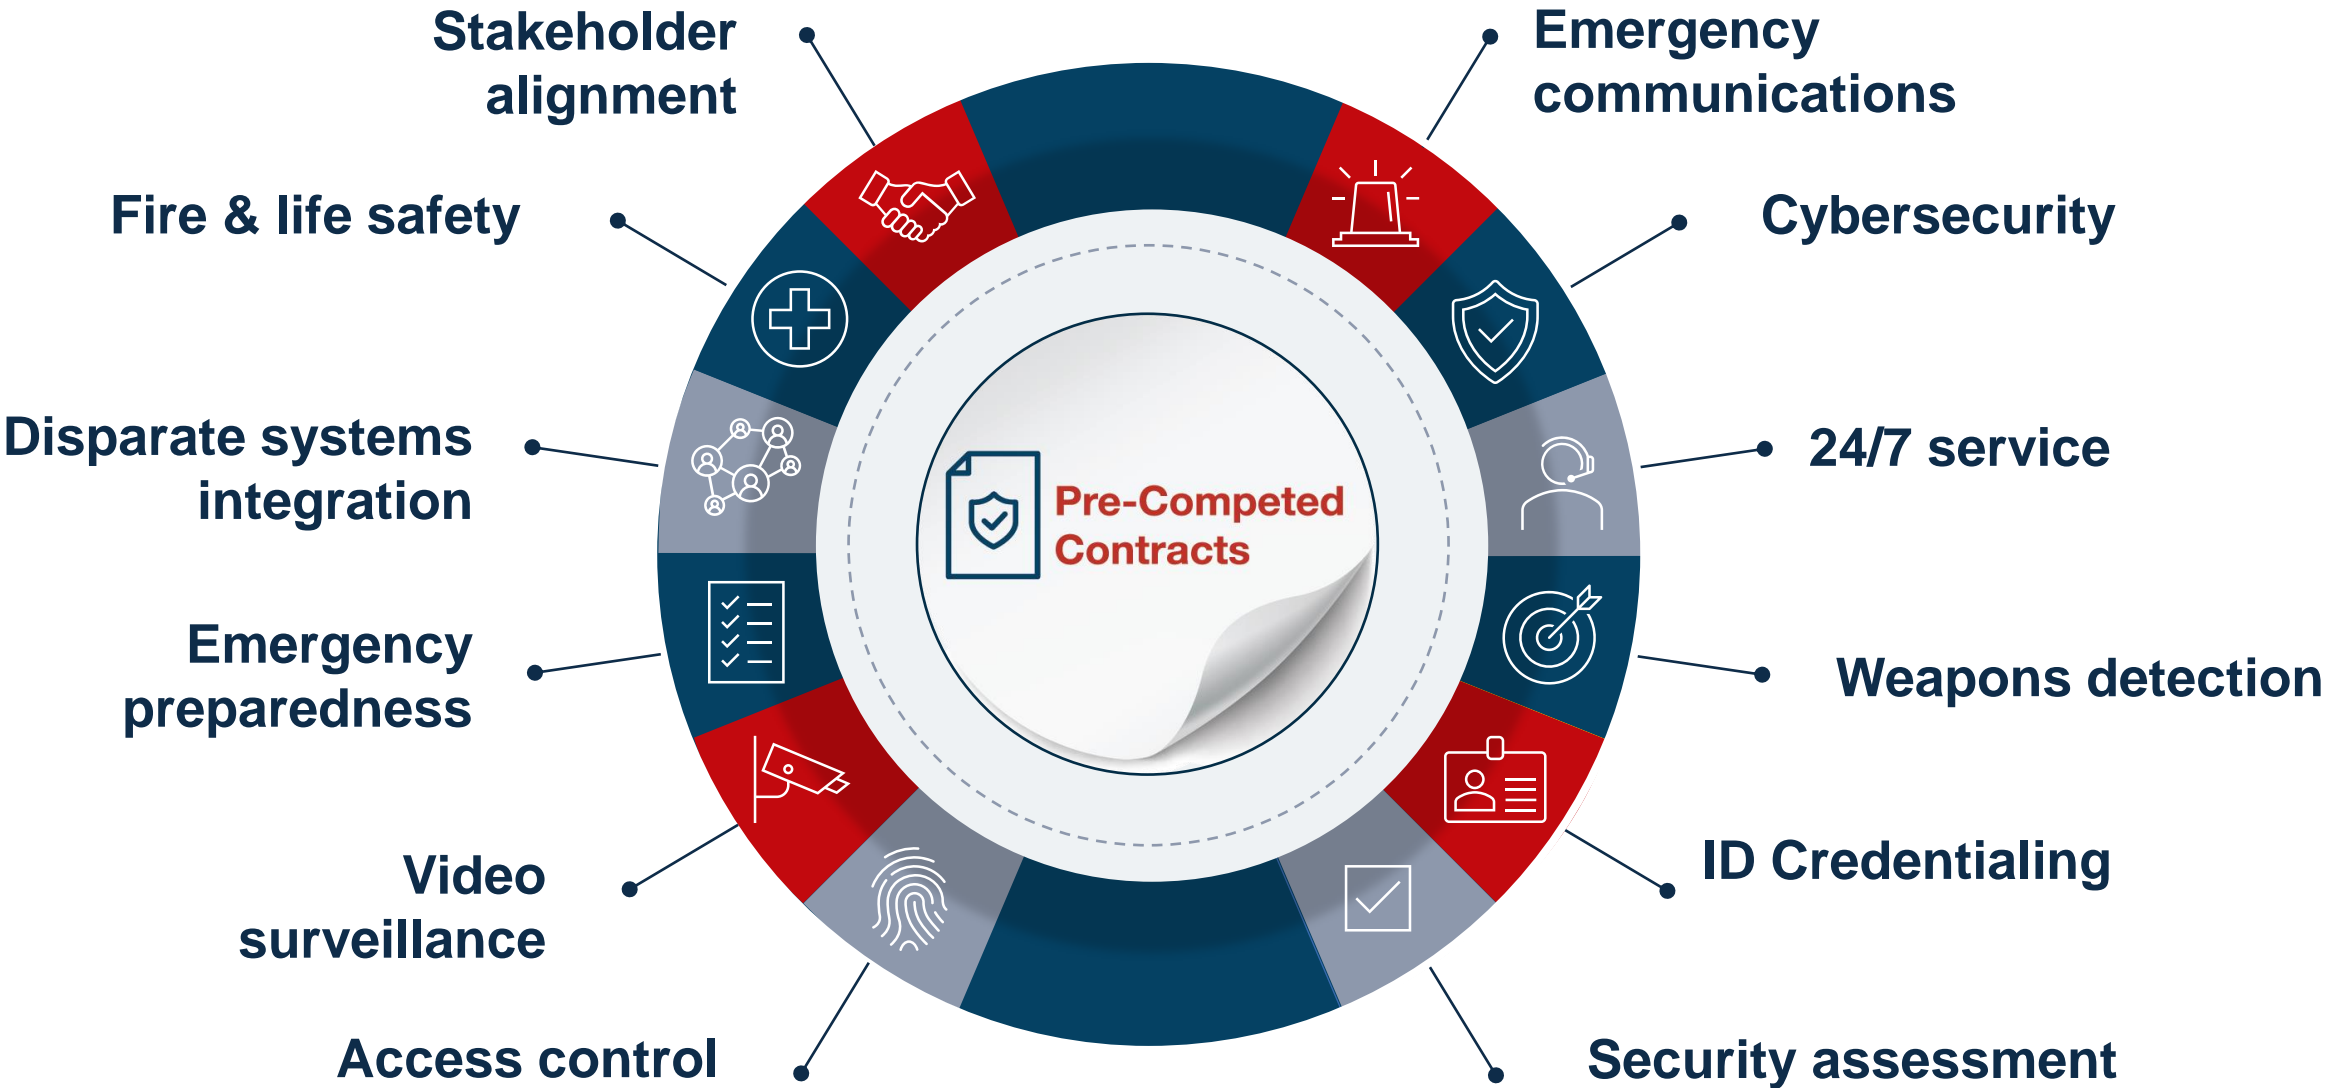 Stakeholder
alignment
Fire & life safety
Disparate systems
integration
Emergency
preparedness
Video
surveillance
Access control
Pre-Competed
Contracts
Emergency
communications
Cybersecurity
24/7 service
Weapons detection
ID Credentialing
Security assessment